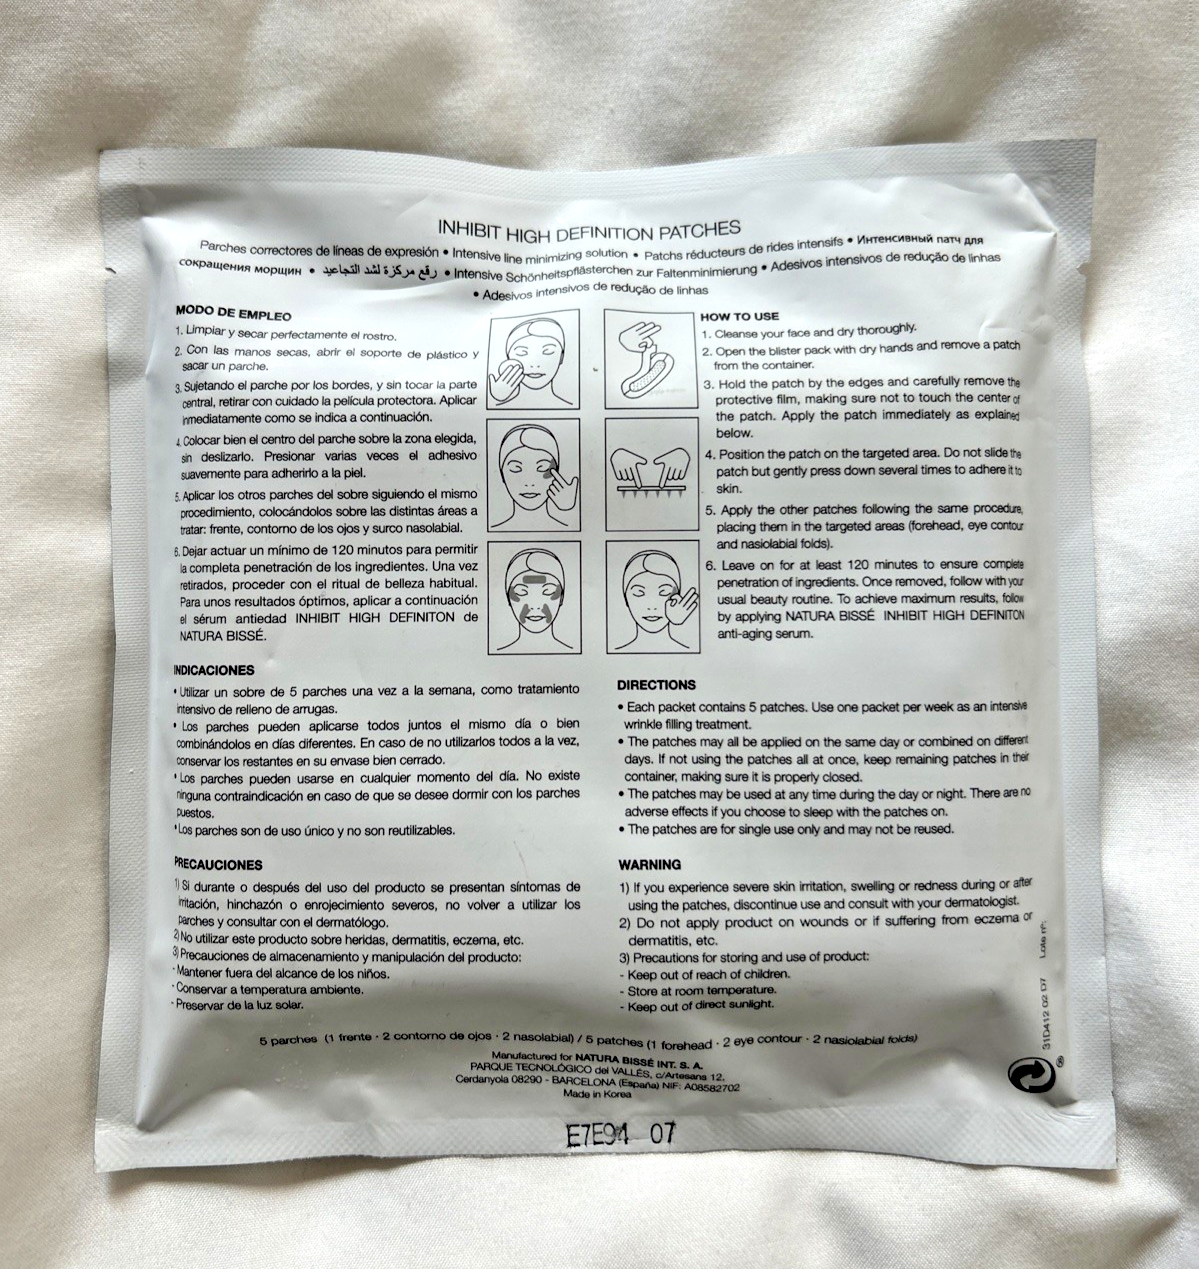 INHIBIT HIGH DEFINITION PATCHES
Parches correctores de líneas de expresión • Intensive line minimizing solution • Patchs réducteurs de rides intensifs • Интенсивный патч для
сокращения морщин • رقع مركزة لشد التجاعيد • Intensive Schönheitspflästerchen zur Faltenminimierung • Adesivos intensivos de redução de linhas
• Adesivos intensivos de redução de linhas
MODO DE EMPLEO
1. Limpiar y secar perfectamente el rostro.
2. Con las manos secas, abrir el soporte de plástico y
sacar un parche.
3. Sujetando el parche por los bordes, y sin tocar la parte
central, retirar con cuidado la película protectora. Aplicar
inmediatamente como se indica a continuación.
4. Colocar bien el centro del parche sobre la zona elegida,
sin deslizarlo. Presionar varias veces el adhesivo
suavemente para adherirlo a la piel.
5. Aplicar los otros parches del sobre siguiendo el mismo
procedimiento, colocándolos sobre las distintas áreas a
tratar: frente, contorno de los ojos y surco nasolabial.
6. Dejar actuar un mínimo de 120 minutos para permitir
la completa penetración de los ingredientes. Una vez
retirados, proceder con el ritual de belleza habitual.
Para unos resultados óptimos, aplicar a continuación
el sérum antiedad INHIBIT HIGH DEFINITON de
NATURA BISSÉ.
HOW TO USE
1. Cleanse your face and dry thoroughly.
2. Open the blister pack with dry hands and remove a patch
from the container.
3. Hold the patch by the edges and carefully remove the
protective film, making sure not to touch the center of
the patch. Apply the patch immediately as explained
below.
4. Position the patch on the targeted area. Do not slide the
patch but gently press down several times to adhere it to
skin.
5. Apply the other patches following the same procedure,
placing them in the targeted areas (forehead, eye contour
and nasiolabial folds).
6. Leave on for at least 120 minutes to ensure complete
penetration of ingredients. Once removed, follow with your
usual beauty routine. To achieve maximum results, follow
by applying NATURA BISSÉ INHIBIT HIGH DEFINITON
anti-aging serum.
INDICACIONES
• Utilizar un sobre de 5 parches una vez a la semana, como tratamiento
intensivo de relleno de arrugas.
• Los parches pueden aplicarse todos juntos el mismo día o bien
combinándolos en días diferentes. En caso de no utilizarlos todos a la vez,
conservar los restantes en su envase bien cerrado.
• Los parches pueden usarse en cualquier momento del día. No existe
ninguna contraindicación en caso de que se desee dormir con los parches
puestos.
• Los parches son de uso único y no son reutilizables.
DIRECTIONS
• Each packet contains 5 patches. Use one packet per week as an intensive
wrinkle filling treatment.
• The patches may all be applied on the same day or combined on different
days. If not using the patches all at once, keep remaining patches in their
container, making sure it is properly closed.
• The patches may be used at any time during the day or night. There are no
adverse effects if you choose to sleep with the patches on.
• The patches are for single use only and may not be reused.
PRECAUCIONES
1) Si durante o después del uso del producto se presentan síntomas de
irritación, hinchazón o enrojecimiento severos, no volver a utilizar los
parches y consultar con el dermatólogo.
2) No utilizar este producto sobre heridas, dermatitis, eczema, etc.
3) Precauciones de almacenamiento y manipulación del producto:
- Mantener fuera del alcance de los niños.
- Conservar a temperatura ambiente.
- Preservar de la luz solar.
WARNING
1) If you experience severe skin irritation, swelling or redness during or after
using the patches, discontinue use and consult with your dermatologist.
2) Do not apply product on wounds or if suffering from eczema or
dermatitis, etc.
3) Precautions for storing and use of product:
- Keep out of reach of children.
- Store at room temperature.
- Keep out of direct sunlight.
31D412 02 D7 Lote nº:
5 parches (1 frente · 2 contorno de ojos · 2 nasolabial) / 5 patches (1 forehead · 2 eye contour · 2 nasiolabial folds)
Manufactured for NATURA BISSÉ INT. S. A.
PARQUE TECNOLÓGICO del VALLÈS, c/Artesans 12,
Cerdanyola 08290 - BARCELONA (España) NIF: A08582702
Made in Korea
®
E7E94 07